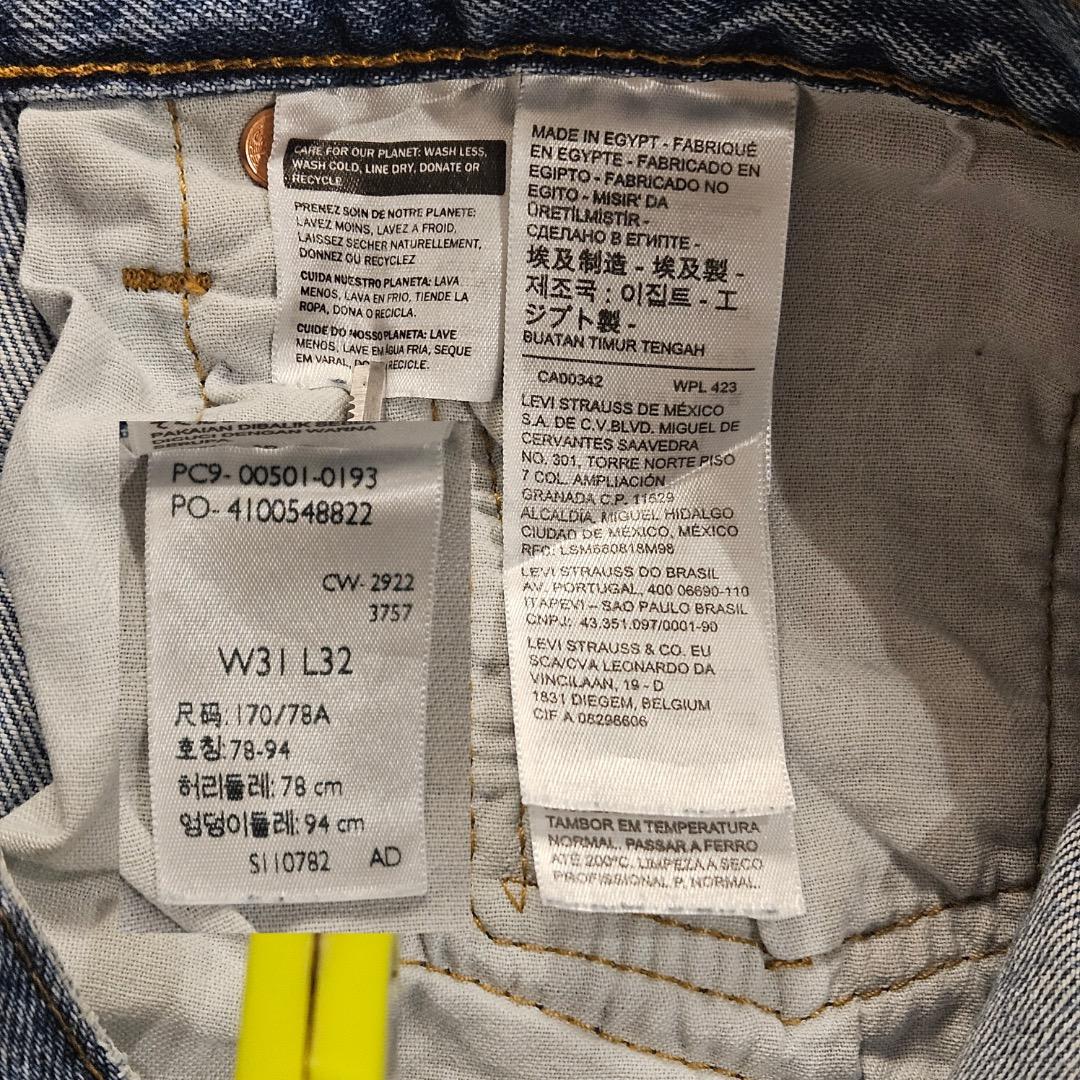 CARE FOR OUR PLANET: WASH LESS,
WASH COLD, LINE DRY, DONATE OR
RECYCLE
PRENEZ SOIN DE NOTRE PLANETE:
LAVEZ MOINS, LAVEZ A FROID,
LAISSEZ SECHER NATURELLEMENT,
DONNEZ OU RECYCLEZ
CUIDA NUESTRO PLANETA: LAVA
MENOS, LAVA EN FRIO, TIENDE LA
ROPA, DONA O RECICLA.
CUIDE DO NOSSO PLANETA: LAVE
MENOS, LAVE EM ÁGUA FRIA, SEQUE
EM VARAL, RECICLE.
PAKAIAN DIBALIK
DICUCI DENGAN WARNA
PC9- 00501-0193
PO- 4100548822
CW- 2922
3757
W31 L32
尺码: 170/78A
호칭: 78-94
허리둘레: 78 cm
엉덩이둘레: 94 cm
S110782 AD
MADE IN EGYPT - FABRIQUÉ
EN EGYPTE - FABRICADO EN
EGIPTO - FABRICADO NO
EGITO - MISIR' DA
ÜRETILMISTIR -
СДЕЛАНО В ЕГИПТЕ -
埃及制造 - 埃及製 -
제조국 : 이집트 - エ
ジプト製 -
BUATAN TIMUR TENGAH
CA00342 WPL 423
LEVI STRAUSS DE MÉXICO
S.A. DE C.V.BLVD. MIGUEL DE
CERVANTES SAAVEDRA
NO. 301, TORRE NORTE PISO
7 COL. AMPLIACIÓN
GRANADA C.P. 11529
ALCALDÍA, MIGUEL HIDALGO
CIUDAD DE MÉXICO, MÉXICO
RFC: LSM680818M98
LEVI STRAUSS DO BRASIL
AV. PORTUGAL, 400 06690-110
ITAPEVI – SAO PAULO BRASIL
CNPJ: 43.351.097/0001-90
LEVI STRAUSS & CO. EU
SCA/CVA LEONARDO DA
VINCILAAN, 19 - D
1831 DIEGEM, BELGIUM
CIF A 08298606
TAMBOR EM TEMPERATURA
NORMAL. PASSAR A FERRO
ATÉ 200°C. LIMPEZA A SECO
PROFISSIONAL P. NORMAL.